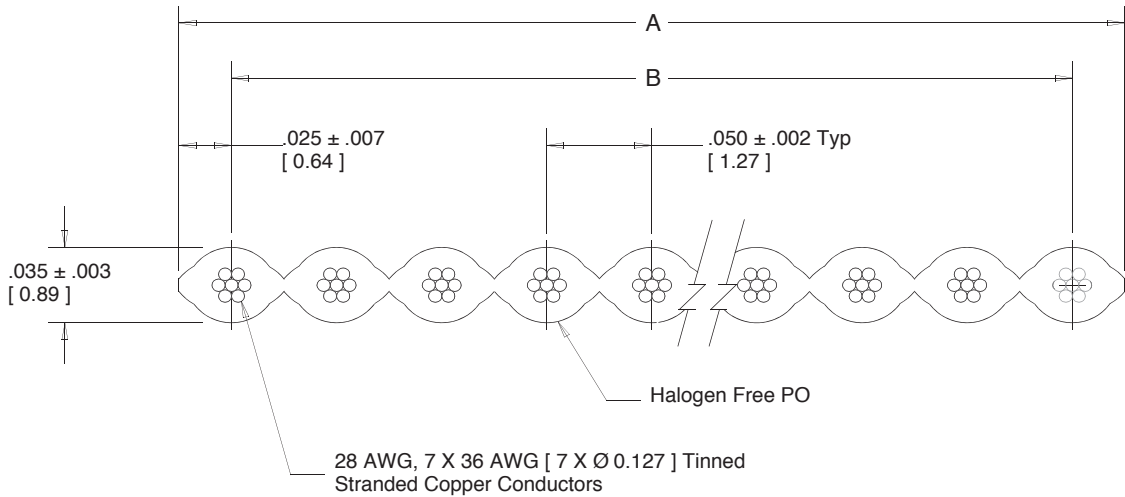 A
B
.025 ± .007
[ 0.64 ]
.050 ± .002 Typ
[ 1.27 ]
.035 ± .003
[ 0.89 ]
Halogen Free PO
28 AWG, 7 X 36 AWG [ 7 X Ø 0.127 ] Tinned
Stranded Copper Conductors